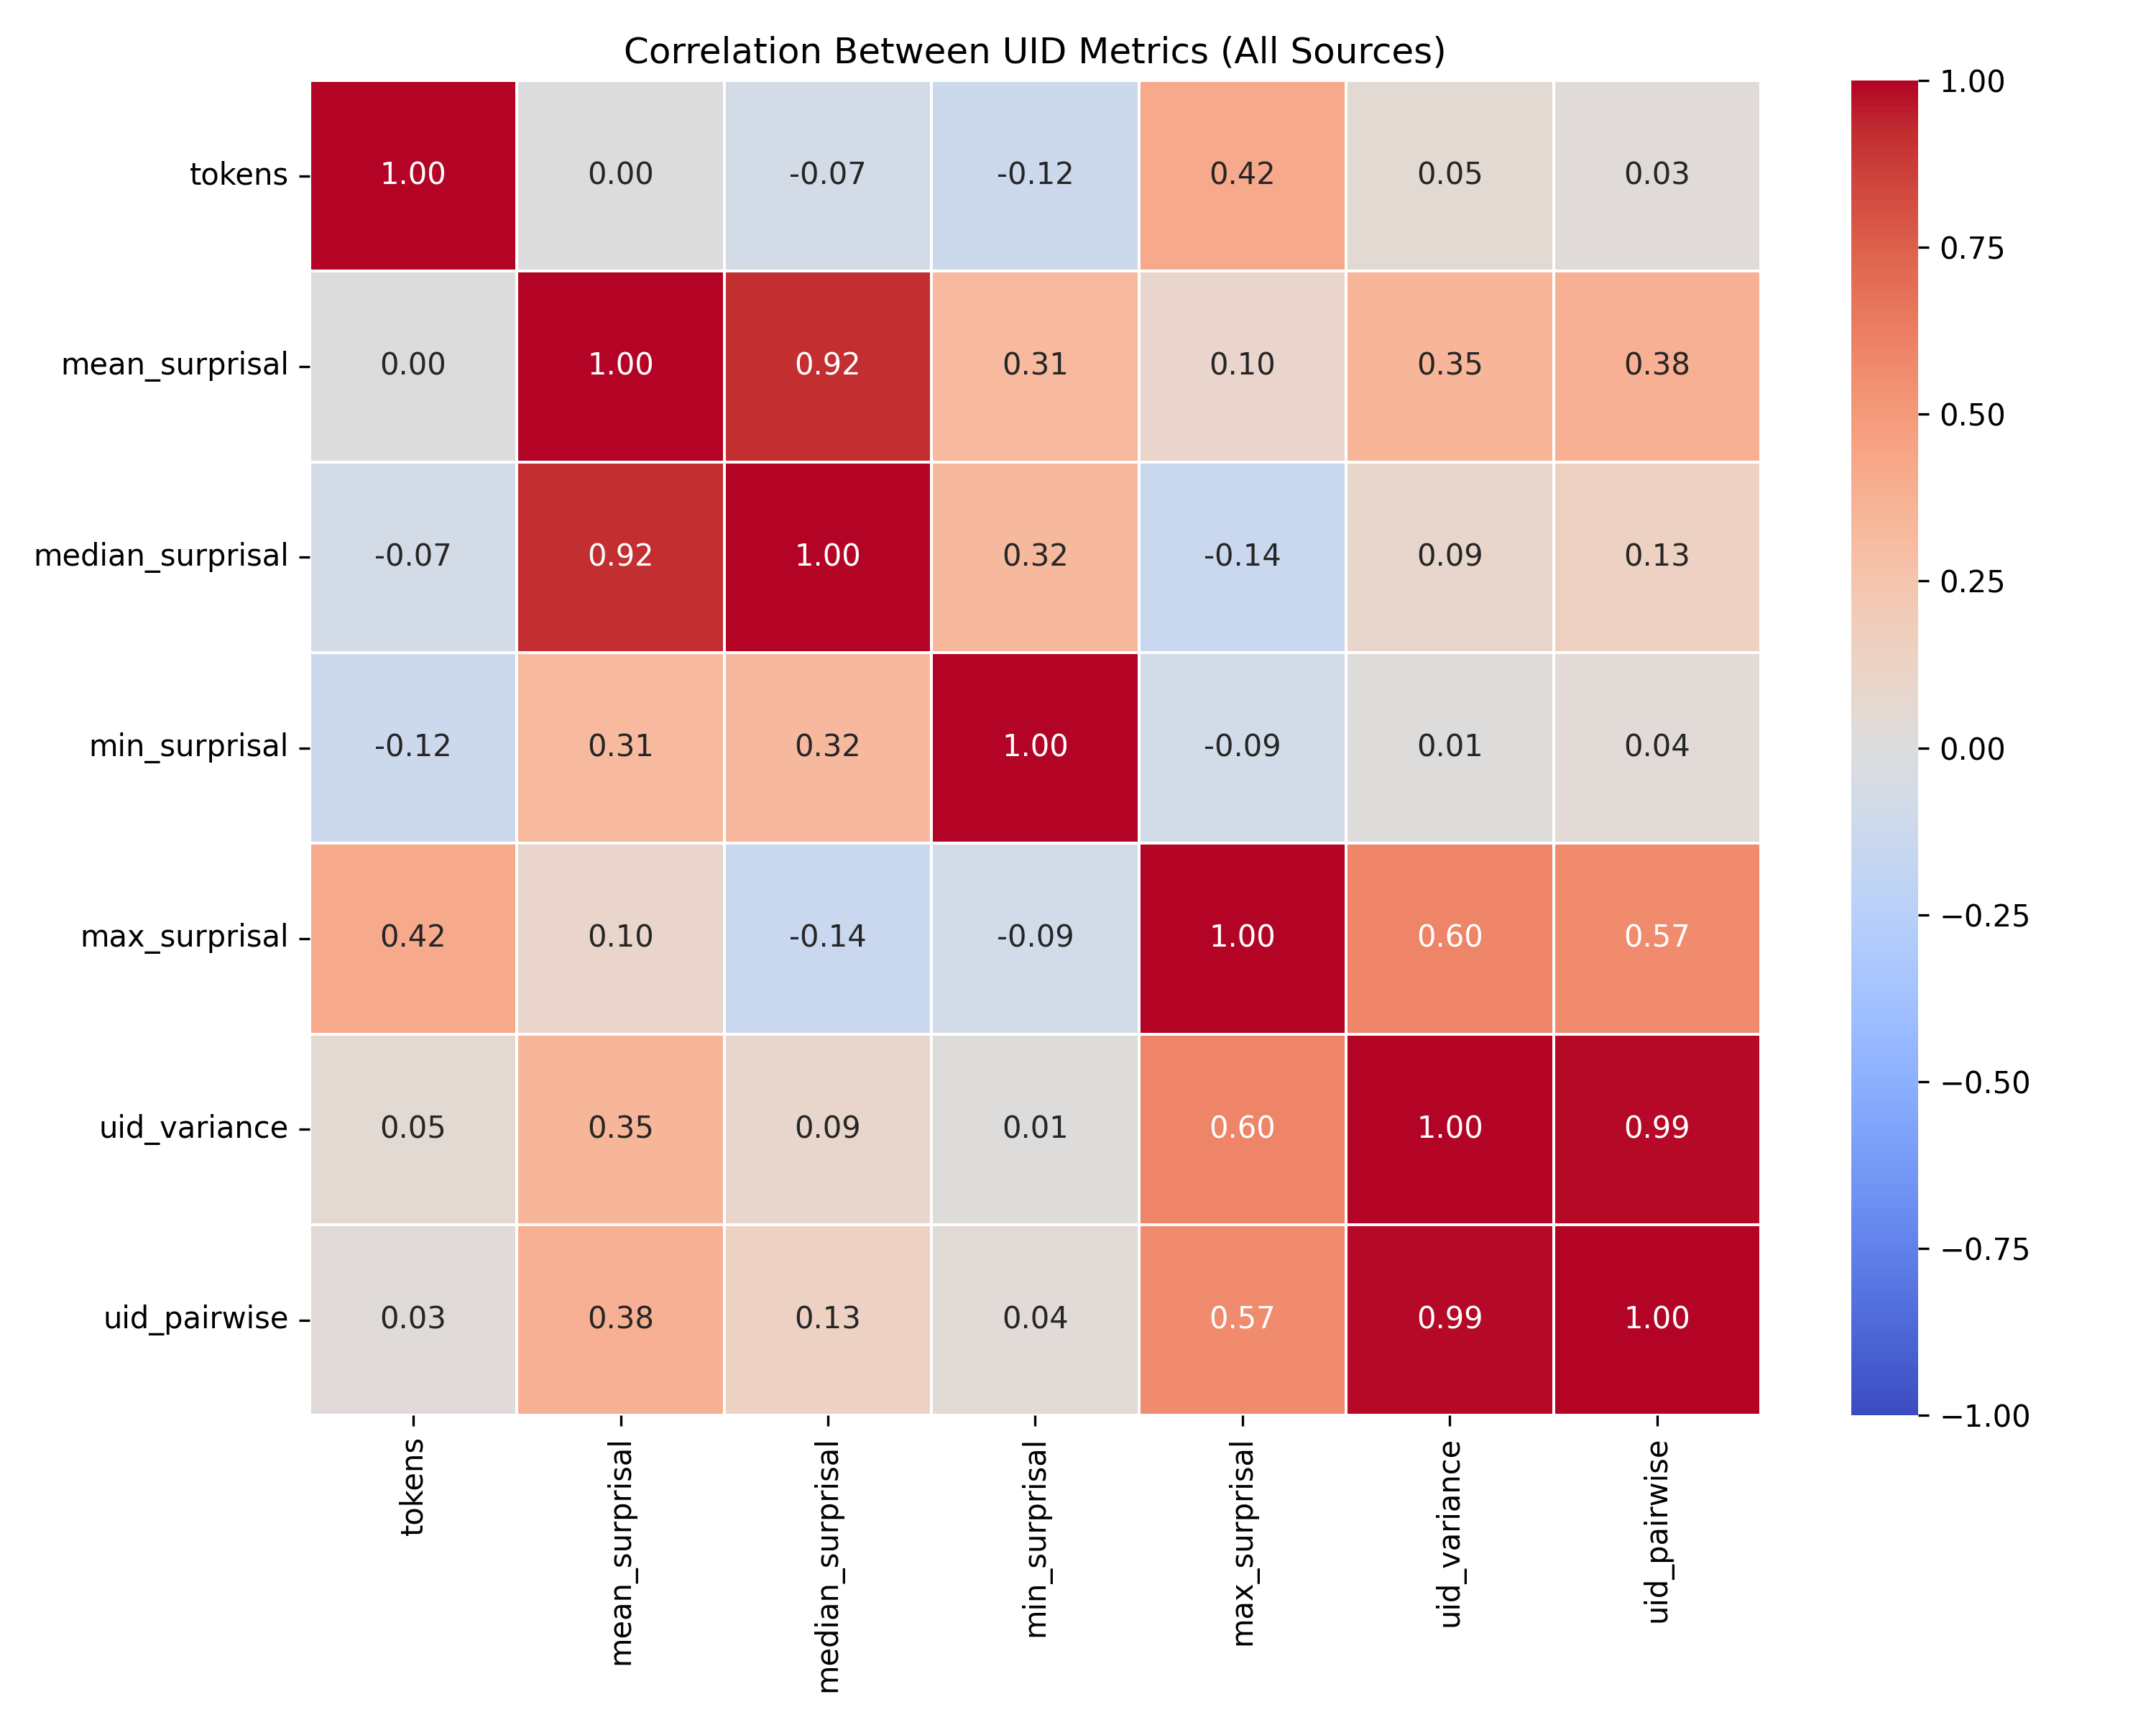 Correlation Between UID Metrics (All Sources)
tokens 1.00 0.00 -0.07 -0.12 0.42 0.05 0.03
mean_surprisal 0.00 1.00 0.92 0.31 0.10 0.35 0.38
median_surprisal -0.07 0.92 1.00 0.32 -0.14 0.09 0.13
min_surprisal -0.12 0.31 0.32 1.00 -0.09 0.01 0.04
max_surprisal 0.42 0.10 -0.14 -0.09 1.00 0.60 0.57
uid_variance 0.05 0.35 0.09 0.01 0.60 1.00 0.99
uid_pairwise 0.03 0.38 0.13 0.04 0.57 0.99 1.00
tokens
mean_surprisal
median_surprisal
min_surprisal
max_surprisal
uid_variance
uid_pairwise
1.00
0.75
0.50
0.25
0.00
−0.25
−0.50
−0.75
−1.00